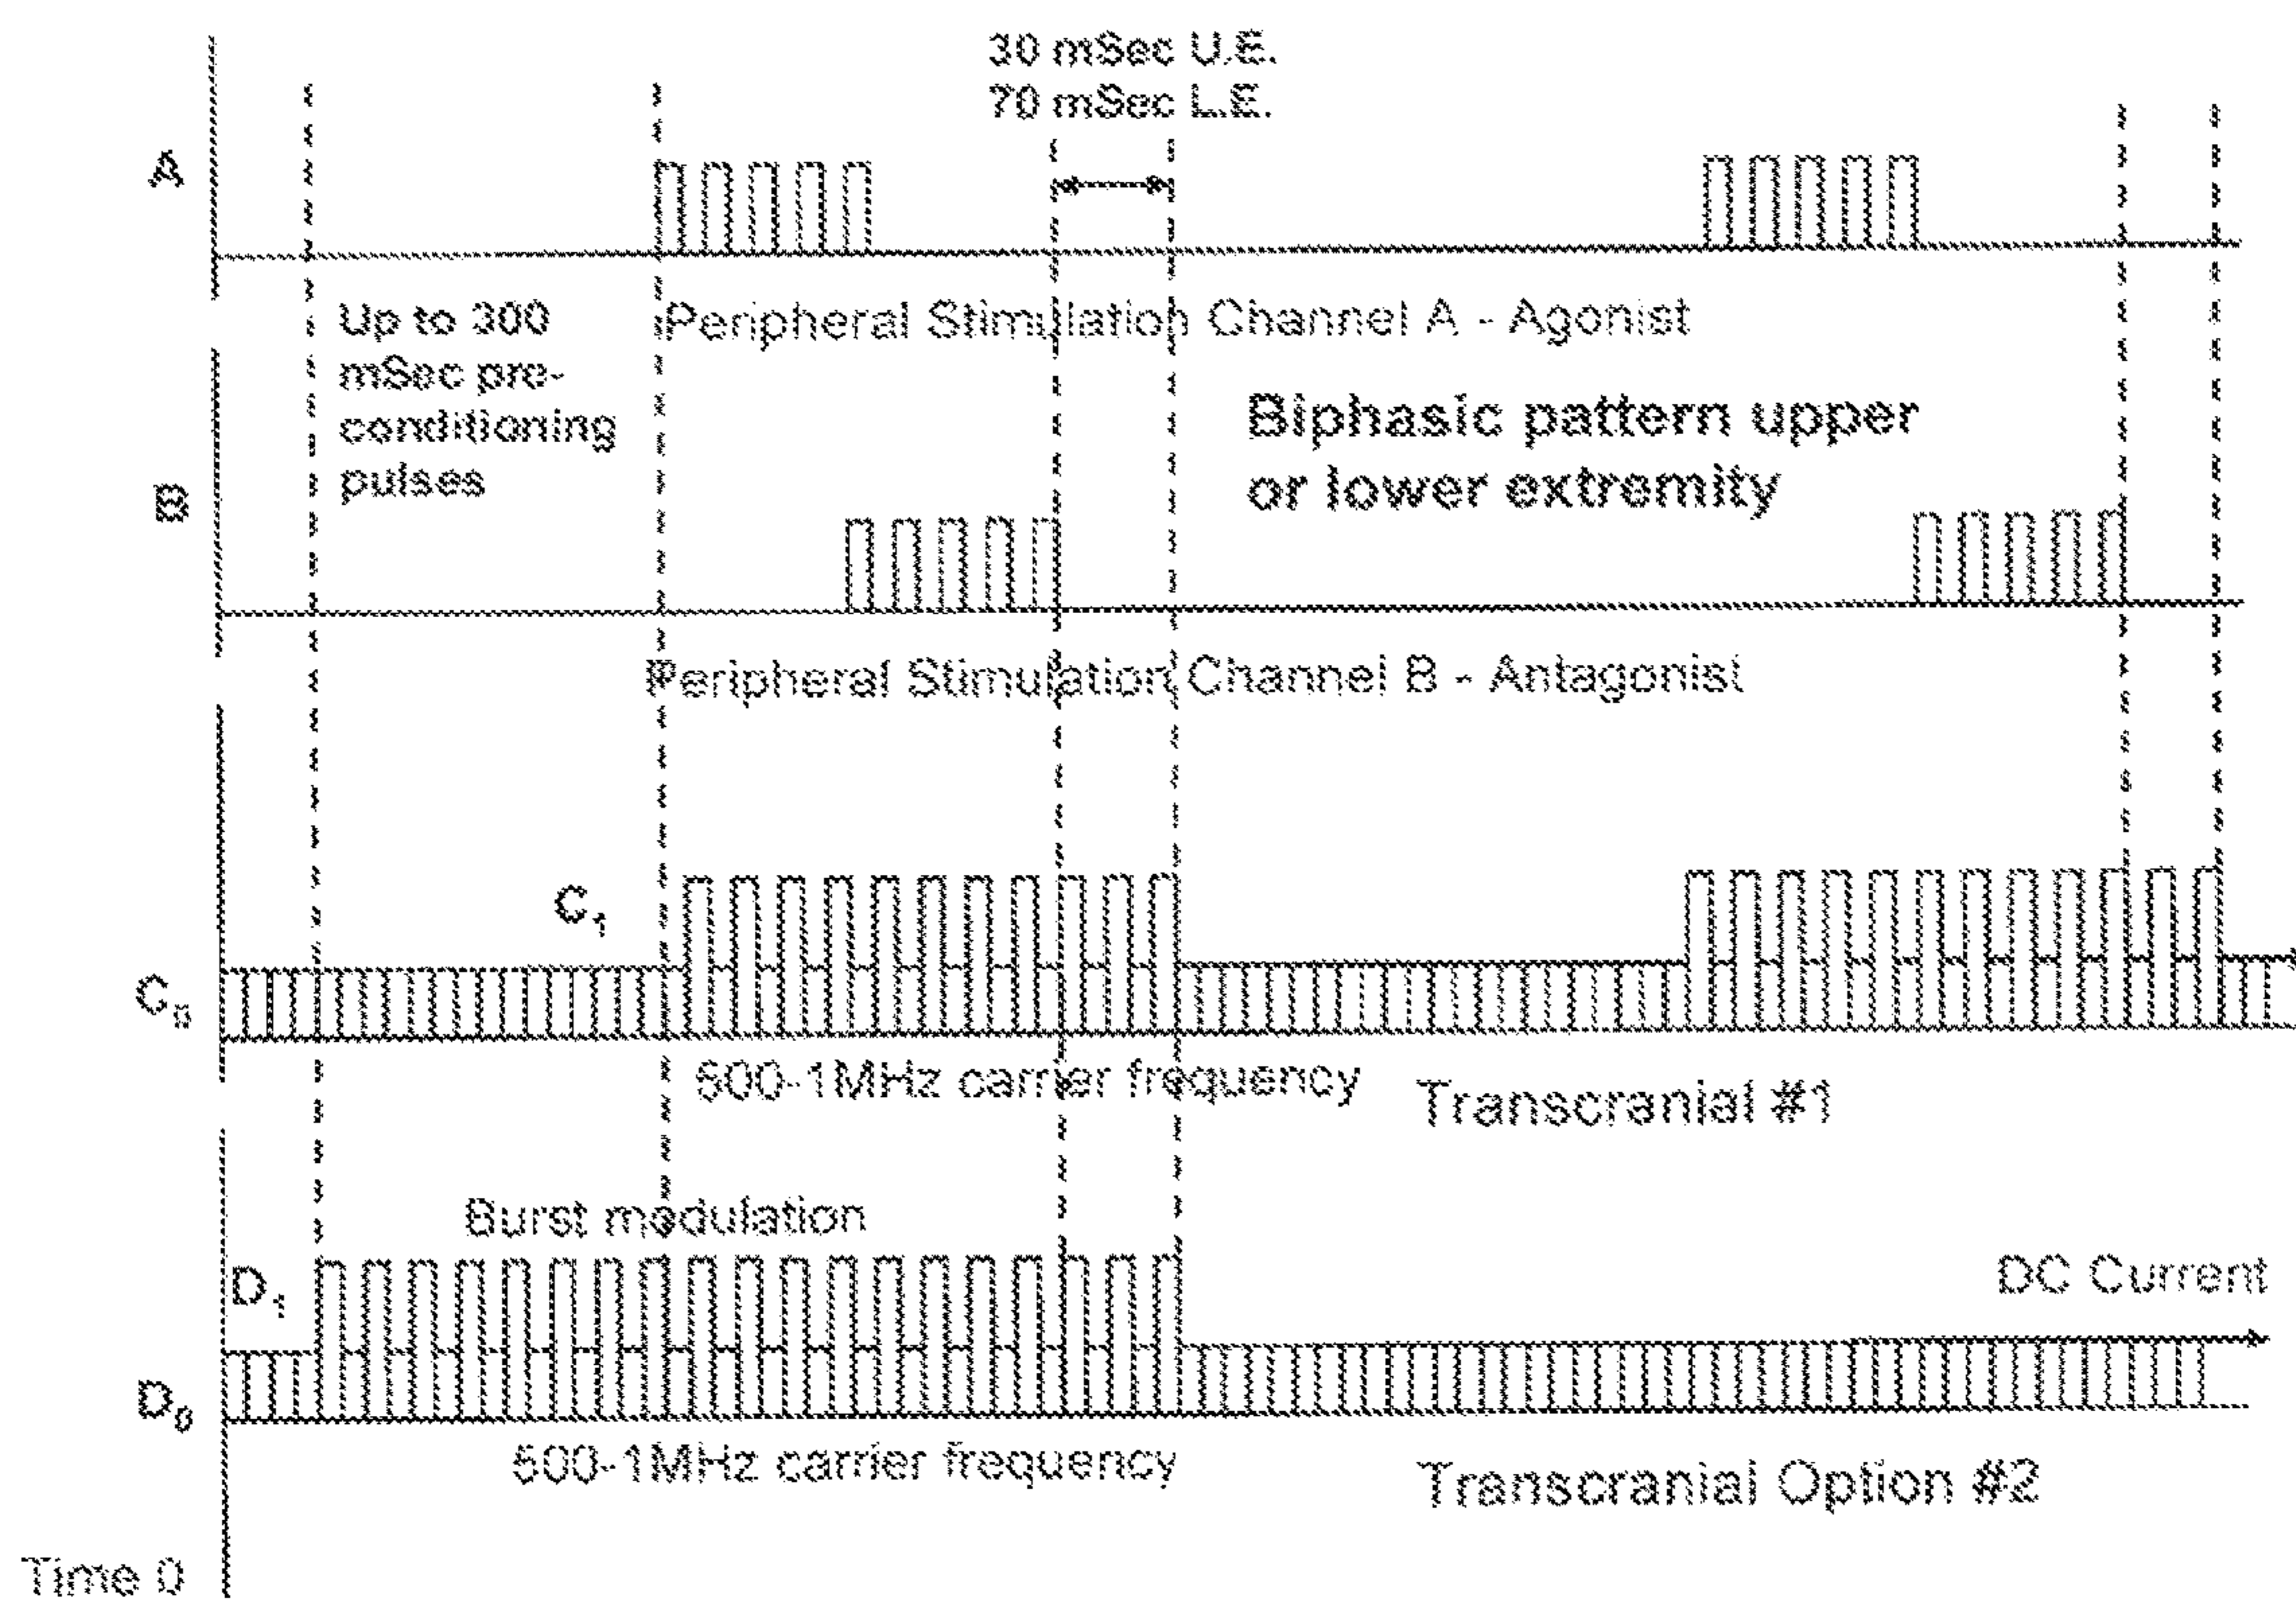 30 mSec U.E.
70 mSec L.E.
A
Up to 300
mSec pre-
conditioning
pulses
Peripheral Stimulation Channel A - Agonist
Biphasic pattern upper
or lower extremity
B
Peripheral Stimulation Channel B - Antagonist
C₁
C₀
500-1MHz carrier frequency
Transcranial #1
Burst modulation
D₁
DC Current
D₀
500-1MHz carrier frequency
Transcranial Option #2
Time 0